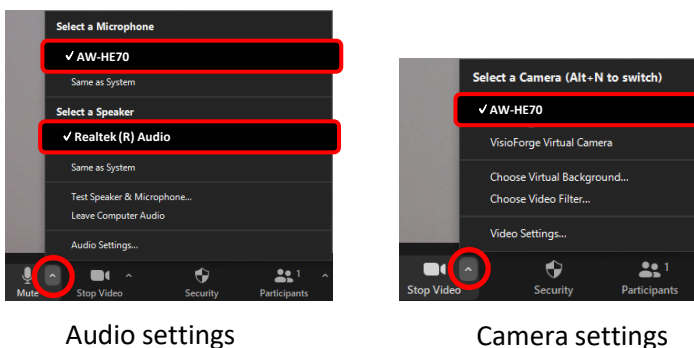 Select a Microphone
✓ AW-HE70
Same as System
Select a Speaker
✓ Realtek (R) Audio
Same as System
Test Speaker & Microphone...
Leave Computer Audio
Audio Settings...
Mute
Stop Video
Security
1
Participants
Audio settings
Select a Camera (Alt+N to switch)
✓ AW-HE70
VisioForge Virtual Camera
Choose Virtual Background...
Choose Video Filter...
Video Settings...
Stop Video
Security
1
Participants
Camera settings